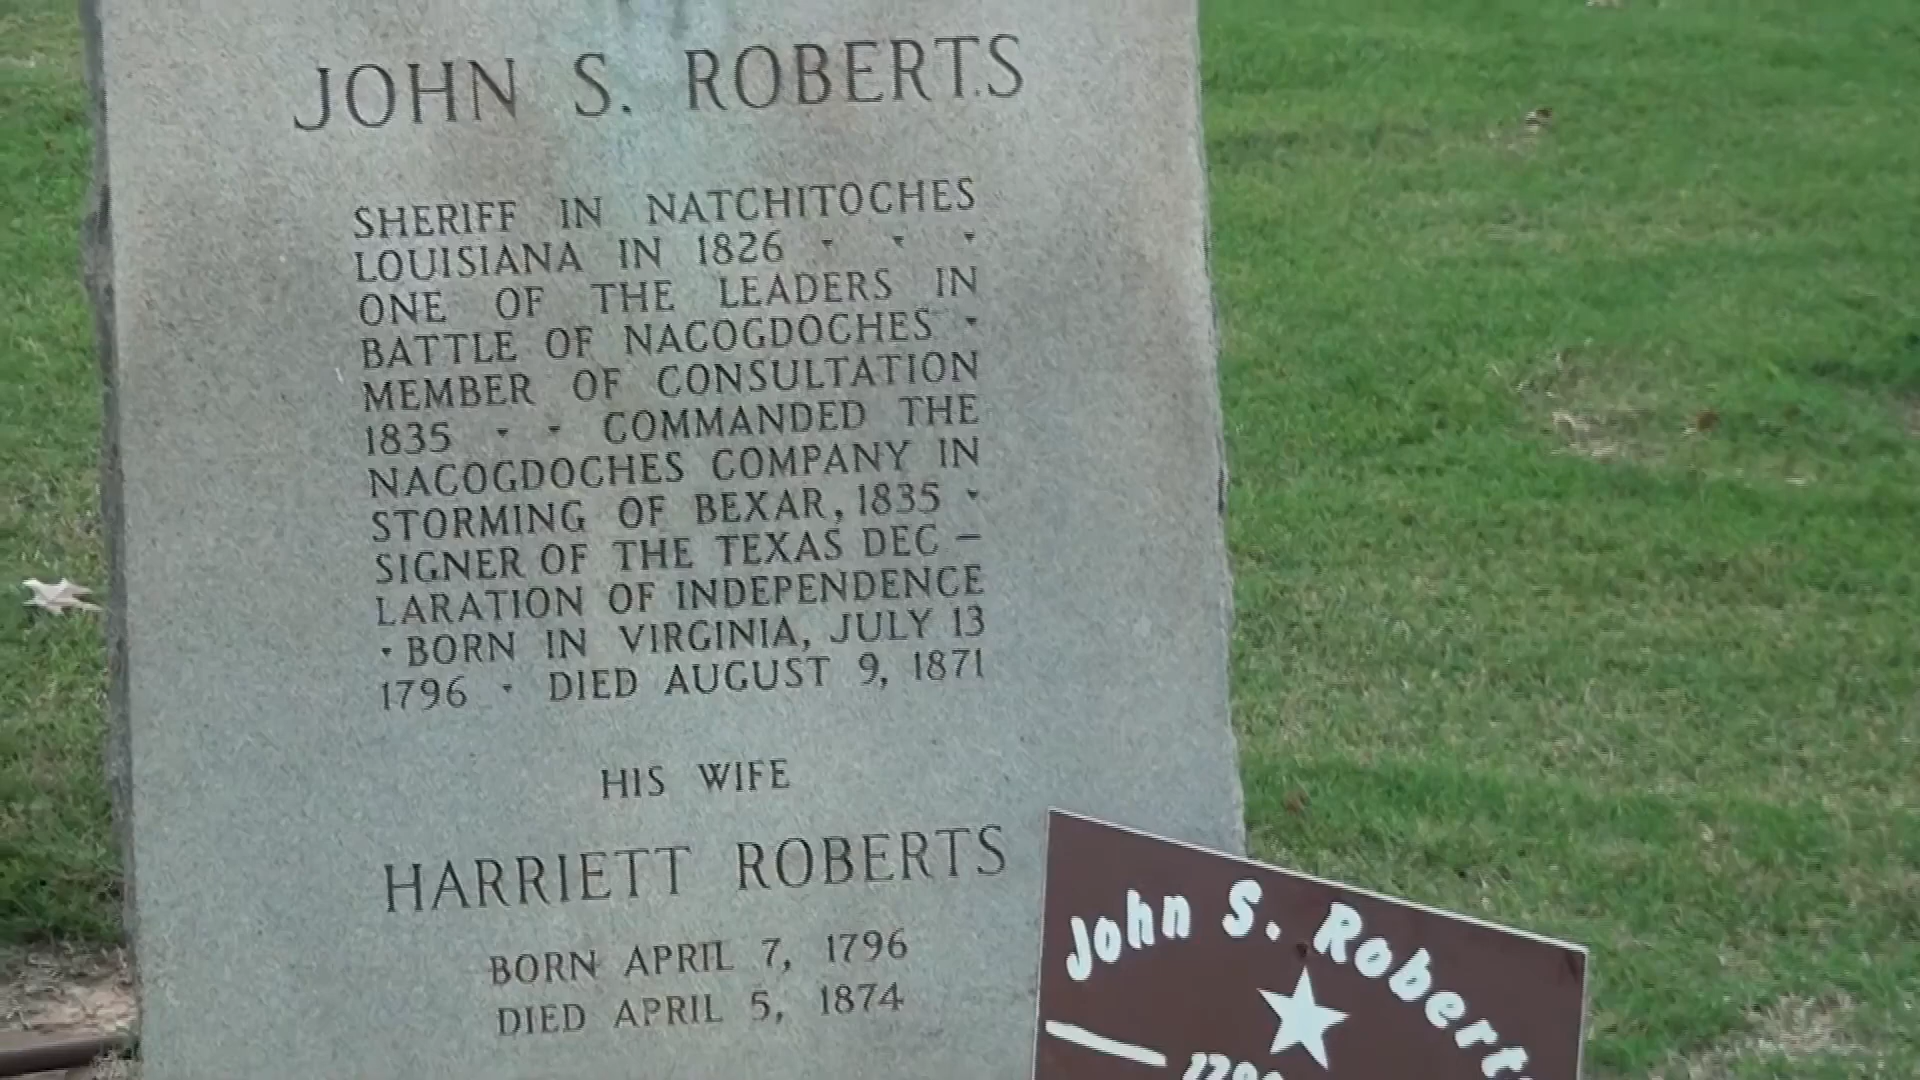 JOHN S. ROBERTS
SHERIFF IN NATCHITOCHES
LOUISIANA IN 1826 · · ·
ONE OF THE LEADERS IN
BATTLE OF NACOGDOCHES ·
MEMBER OF CONSULTATION
1835 · · COMMANDED THE
NACOGDOCHES COMPANY IN
STORMING OF BEXAR, 1835 ·
SIGNER OF THE TEXAS DEC –
LARATION OF INDEPENDENCE
· BORN IN VIRGINIA, JULY 13
1796 · DIED AUGUST 9, 1871
HIS WIFE
HARRIETT ROBERTS
BORN APRIL 7, 1796
DIED APRIL 5, 1874
John S. Roberts